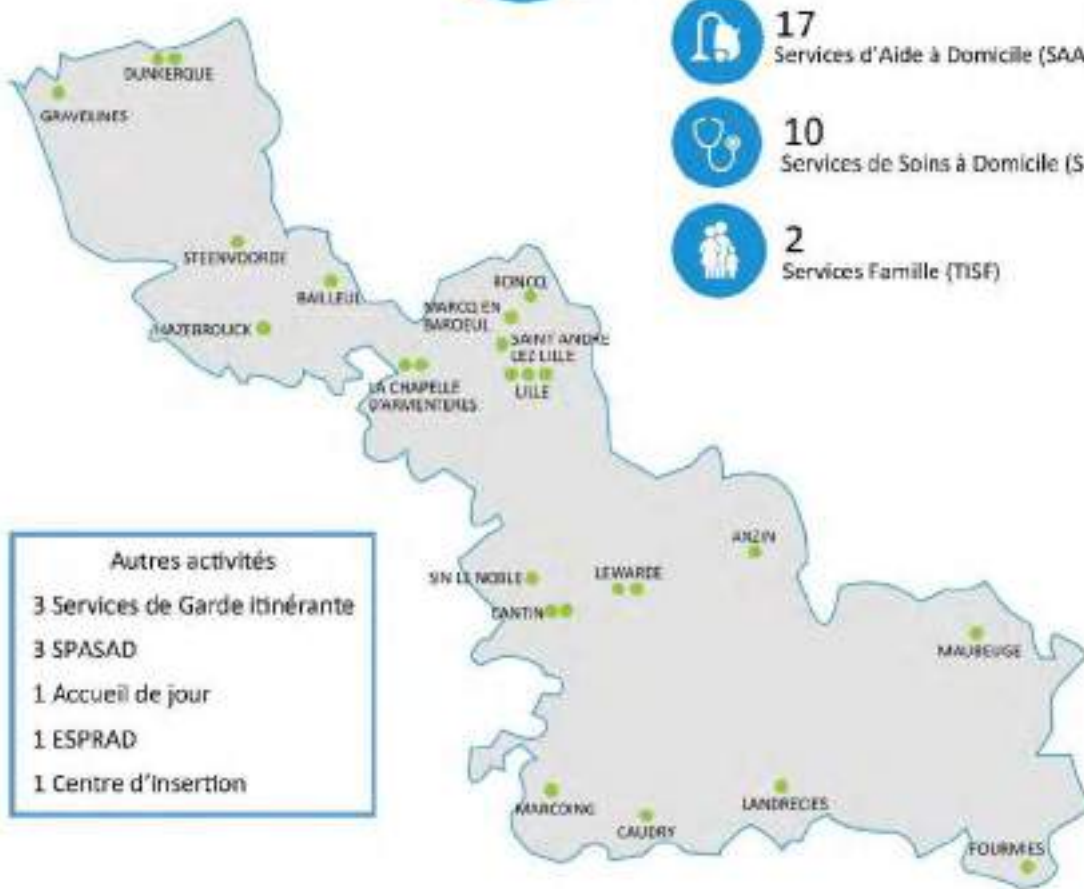 17
Services d'Aide à Domicile (SAA
10
Services de Soins à Domicile (S
2
Services Famille (TISF)
DUNKERQUE
GRAVELINES
STEENVOORDE
BAILLEUL
HAZEBROUCK
RONCQ
MARCQ EN
BAROEUL
SAINT ANDRE
LEZ LILLE
LILLE
LA CHAPELLE
D'ARMENTERES
ANZIN
SIN LE NOBLE
LEWARDE
CANTIN
MAUBEUGE
MARCOING
CAUDRY
LANDRECIES
FOURMIES
Autres activités
3 Services de Garde itinérante
3 SPASAD
1 Accueil de jour
1 ESPRAD
1 Centre d'Insertion